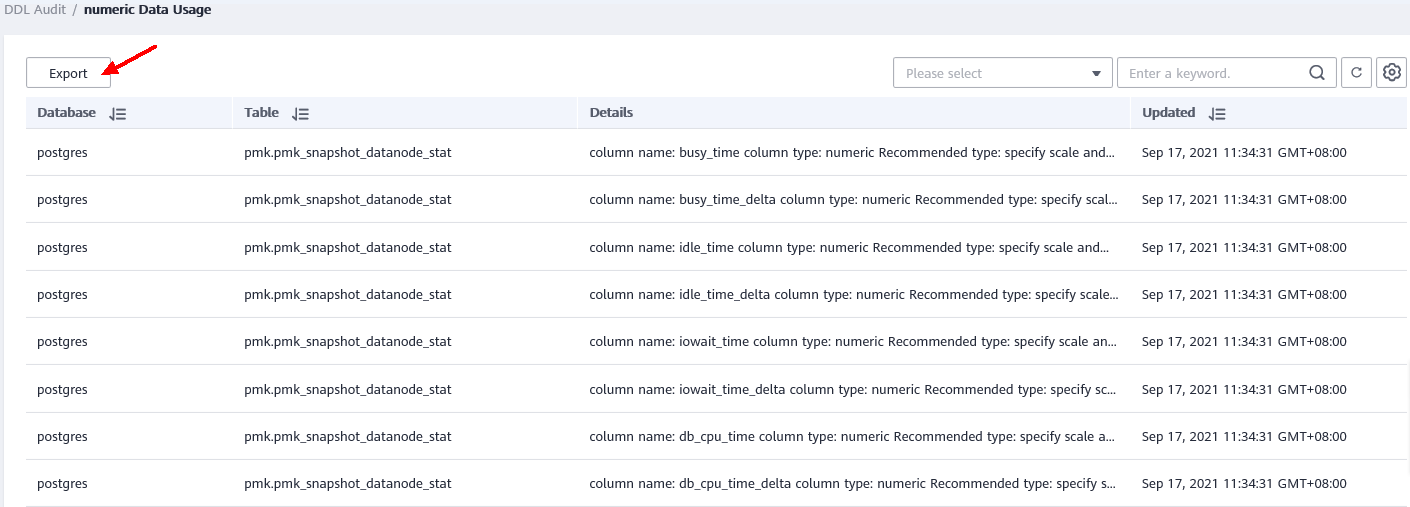 DDL Audit / numeric Data Usage
Export Please select Enter a keyword.
Database Table Details Updated
postgres pmk.pmk_snapshot_datanode_stat column name: busy_time column type: numeric Recommended type: specify scale and... Sep 17, 2021 11:34:31 GMT+08:00
postgres pmk.pmk_snapshot_datanode_stat column name: busy_time_delta column type: numeric Recommended type: specify scal... Sep 17, 2021 11:34:31 GMT+08:00
postgres pmk.pmk_snapshot_datanode_stat column name: idle_time column type: numeric Recommended type: specify scale and... Sep 17, 2021 11:34:31 GMT+08:00
postgres pmk.pmk_snapshot_datanode_stat column name: idle_time_delta column type: numeric Recommended type: specify scale... Sep 17, 2021 11:34:31 GMT+08:00
postgres pmk.pmk_snapshot_datanode_stat column name: iowait_time column type: numeric Recommended type: specify scale an... Sep 17, 2021 11:34:31 GMT+08:00
postgres pmk.pmk_snapshot_datanode_stat column name: iowait_time_delta column type: numeric Recommended type: specify sc... Sep 17, 2021 11:34:31 GMT+08:00
postgres pmk.pmk_snapshot_datanode_stat column name: db_cpu_time column type: numeric Recommended type: specify scale a... Sep 17, 2021 11:34:31 GMT+08:00
postgres pmk.pmk_snapshot_datanode_stat column name: db_cpu_time_delta column type: numeric Recommended type: specify s... Sep 17, 2021 11:34:31 GMT+08:00